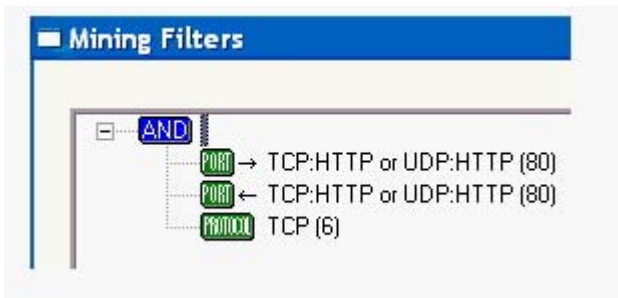 Mining Filters
AND
PORT → TCP:HTTP or UDP:HTTP (80)
PORT ← TCP:HTTP or UDP:HTTP (80)
PROTOCOL TCP (6)